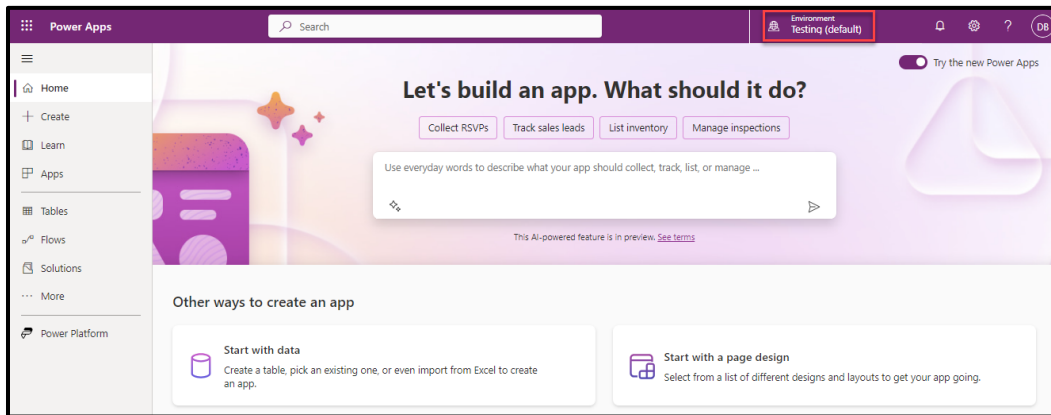 Power Apps
Search
Environment
Testing (default)
?
DB
Try the new Power Apps
Home
Create
Learn
Apps
Tables
Flows
Solutions
More
Power Platform
Let's build an app. What should it do?
Collect RSVPs
Track sales leads
List inventory
Manage inspections
Use everyday words to describe what your app should collect, track, list, or manage ...
This AI-powered feature is in preview. See terms
Other ways to create an app
Start with data
Create a table, pick an existing one, or even import from Excel to create
an app.
Start with a page design
Select from a list of different designs and layouts to get your app going.